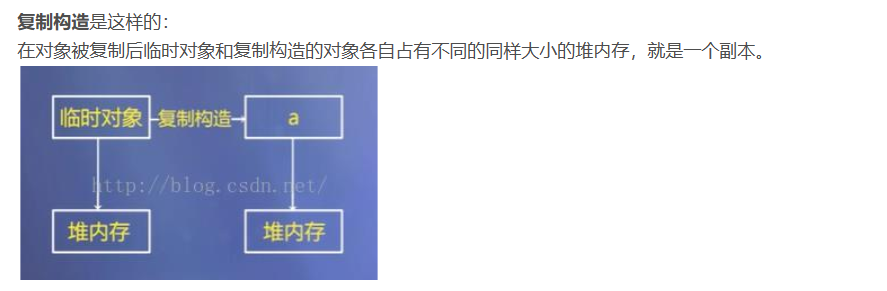 复制构造是这样的：
在对象被复制后临时对象和复制构造的对象各自占有不同的同样大小的堆内存，就是一个副本。
临时对象 复制构造 a
http://blog.csdn.net/
堆内存 堆内存